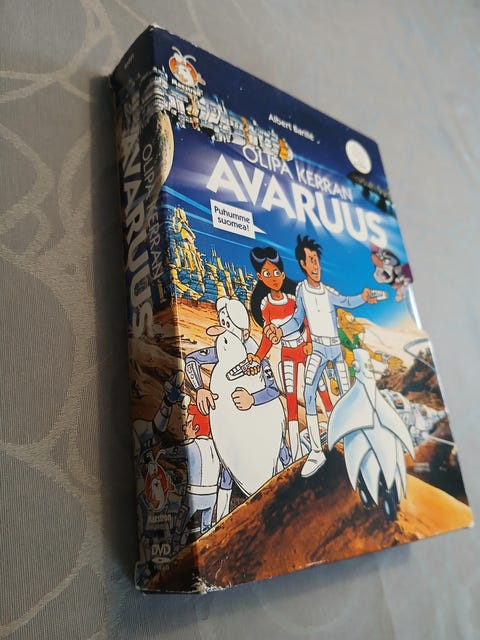 Albert Barillé
OLIPA KERRAN
AVARUUS
Puhumme
suomea!
OLIPA KERRAN
AVARUUS
DVD